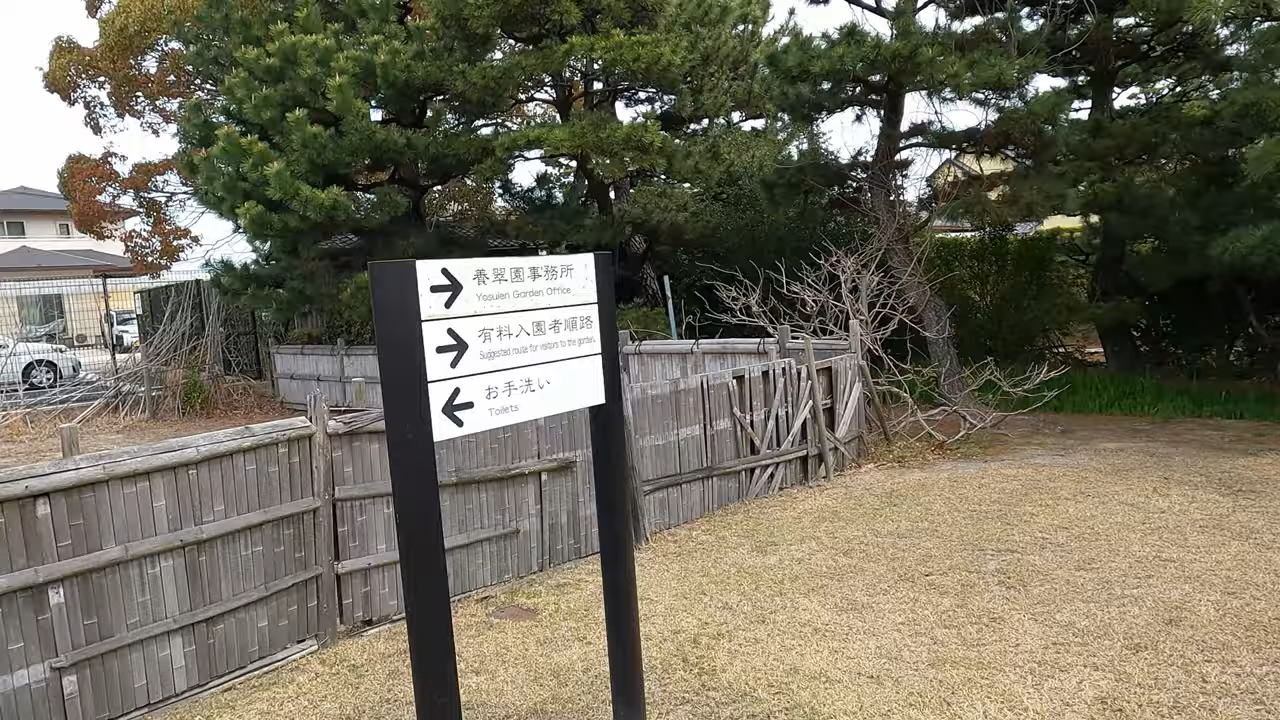 養翠園事務所
Yosuien Garden Office
有料入園者順路
Suggested route for visitors to the garden.
お手洗い
Toilets